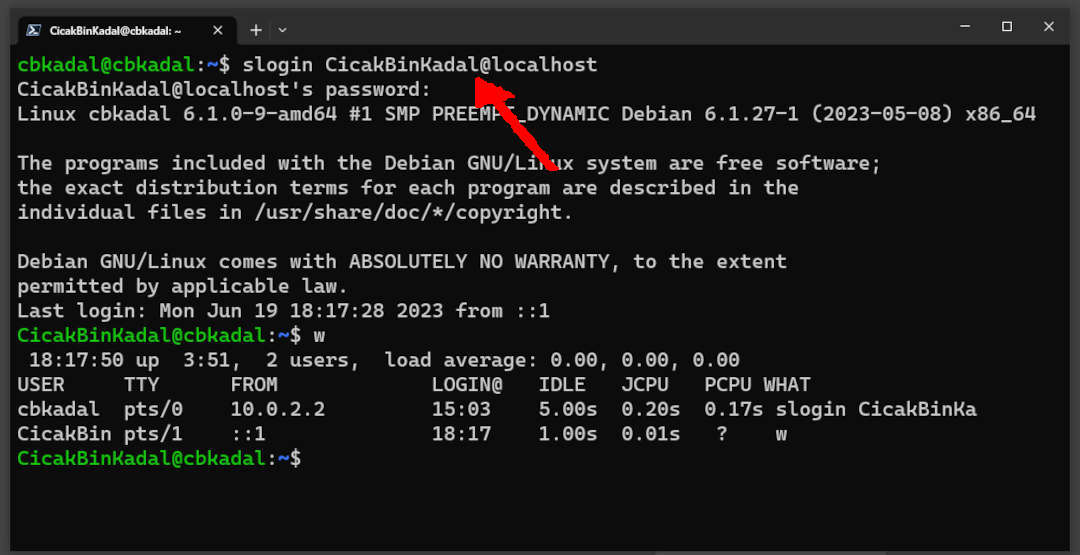 CicakBinKadal@cbkadal: ~
cbkadal@cbkadal:~$ slogin CicakBinKadal@localhost
CicakBinKadal@localhost's password:
Linux cbkadal 6.1.0-9-amd64 #1 SMP PREEMPT_DYNAMIC Debian 6.1.27-1 (2023-05-08) x86_64
The programs included with the Debian GNU/Linux system are free software;
the exact distribution terms for each program are described in the
individual files in /usr/share/doc/*/copyright.
Debian GNU/Linux comes with ABSOLUTELY NO WARRANTY, to the extent
permitted by applicable law.
Last login: Mon Jun 19 18:17:28 2023 from ::1
CicakBinKadal@cbkadal:~$ w
18:17:50 up  3:51,  2 users,  load average: 0.00, 0.00, 0.00
USER     TTY      FROM             LOGIN@   IDLE   JCPU   PCPU WHAT
cbkadal  pts/0    10.0.2.2         15:03    5.00s  0.20s  0.17s slogin CicakBinKa
CicakBin pts/1    ::1              18:17    1.00s  0.01s   ?    w
CicakBinKadal@cbkadal:~$